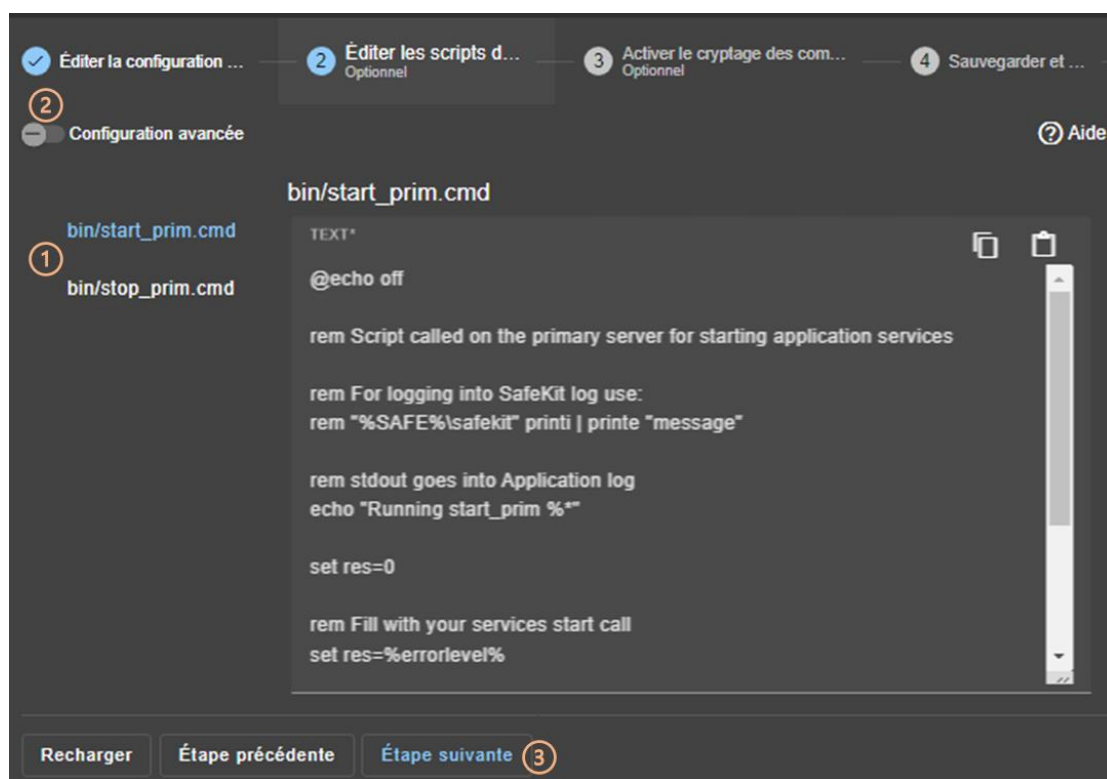 Éditer la configuration ...
2 Éditer les scripts d...
Optionnel
3 Activer le cryptage des com...
Optionnel
4 Sauvegarder et ...
2
Configuration avancée
? Aide
bin/start_prim.cmd
bin/start_prim.cmd
1
bin/stop_prim.cmd
TEXT*
@echo off
rem Script called on the primary server for starting application services
rem For logging into SafeKit log use:
rem "%SAFE%\safekit" printi | printe "message"
rem stdout goes into Application log
echo "Running start_prim %*"
set res=0
rem Fill with your services start call
set res=%errorlevel%
Recharger
Étape précédente
Étape suivante
3